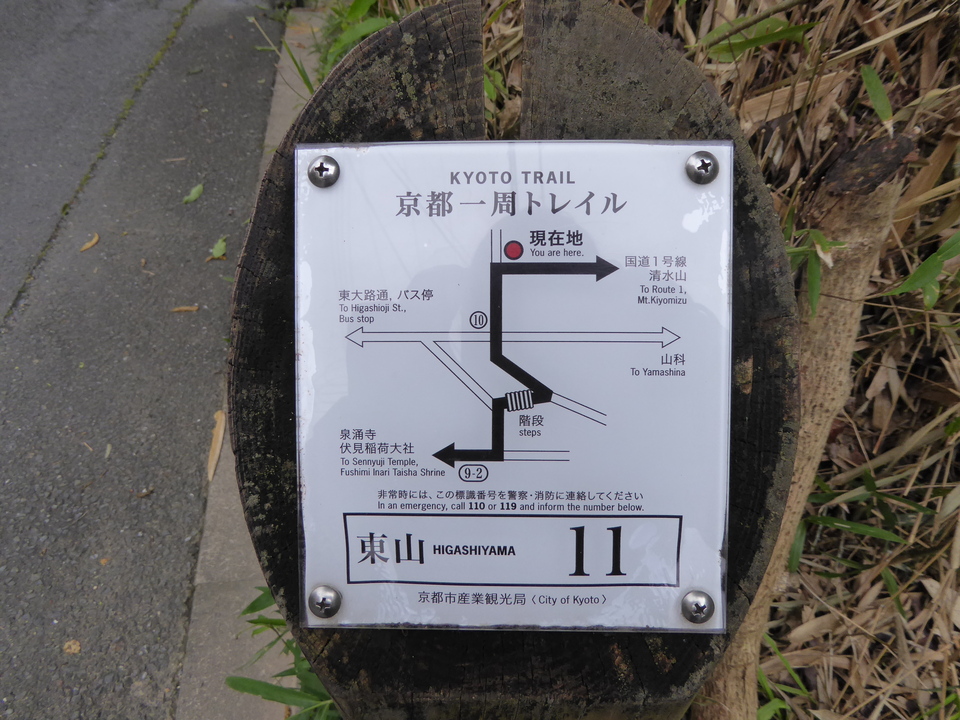 KYOTO TRAIL
京都一周トレイル
現在地
You are here.
国道1号線
清水山
To Route 1,
Mt.Kiyomizu
東大路通, バス停
To Higashioji St.,
Bus stop
⑩
山科
To Yamashina
階段
steps
泉涌寺
伏見稲荷大社
To Sennyuji Temple,
Fushimi Inari Taisha Shrine
9-2
非常時には、この標識番号を警察・消防に連絡してください
In an emergency, call 110 or 119 and inform the number below.
東山 HIGASHIYAMA 11
京都市産業観光局〈City of Kyoto〉